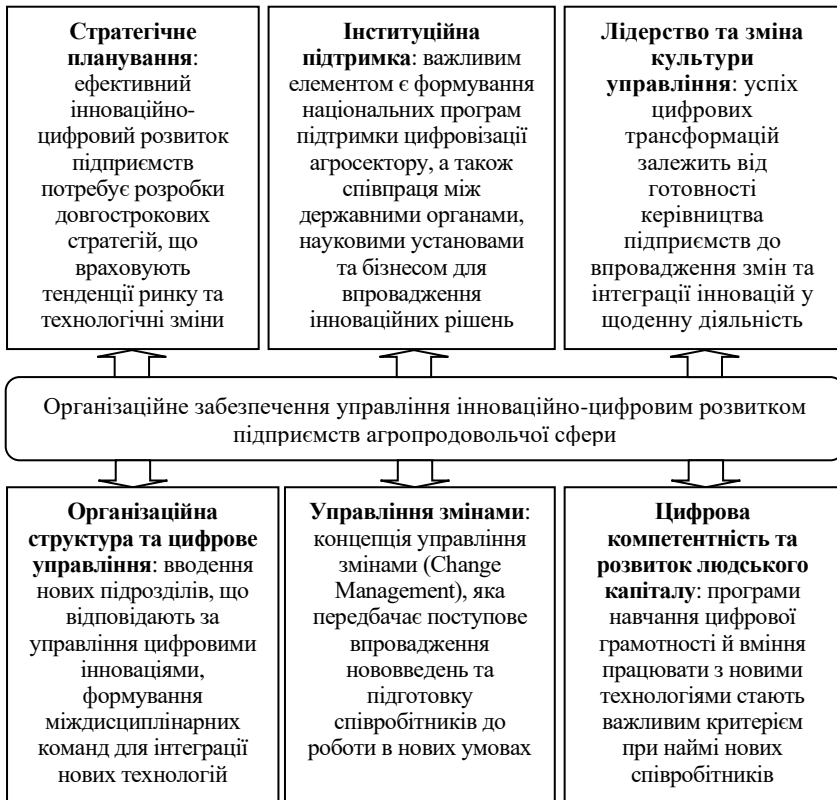 Стратегічне
планування:
ефективний
інноваційно-
цифровий розвиток
підприємств
потребує розробки
довгострокових
стратегій, що
враховують
тенденції ринку та
технологічні зміни
Інституційна
підтримка: важливим
елементом є формування
національних програм
підтримки цифровізації
агросектору, а також
співпраця між
державними органами,
науковими установами
та бізнесом для
впровадження
інноваційних рішень
Лідерство та зміна
культури
управління: успіх
цифрових
трансформацій
залежить від
готовності
керівництва
підприємств до
впровадження змін та
інтеграції інновацій у
щоденну діяльність
Організаційне забезпечення управління інноваційно-цифровим розвитком
підприємств агропродовольчої сфери
Організаційна
структура та цифрове
управління: введення
нових підрозділів, що
відповідають за
управління цифровими
інноваціями,
формування
міждисциплінарних
команд для інтеграції
нових технологій
Управління змінами:
концепція управління
змінами (Change
Management), яка
передбачає поступове
впровадження
нововведень та
підготовку
співробітників до
роботи в нових умовах
Цифрова
компетентність та
розвиток людського
капіталу: програми
навчання цифрової
грамотності й вміння
працювати з новими
технологіями стають
важливим критерієм
при наймі нових
співробітників